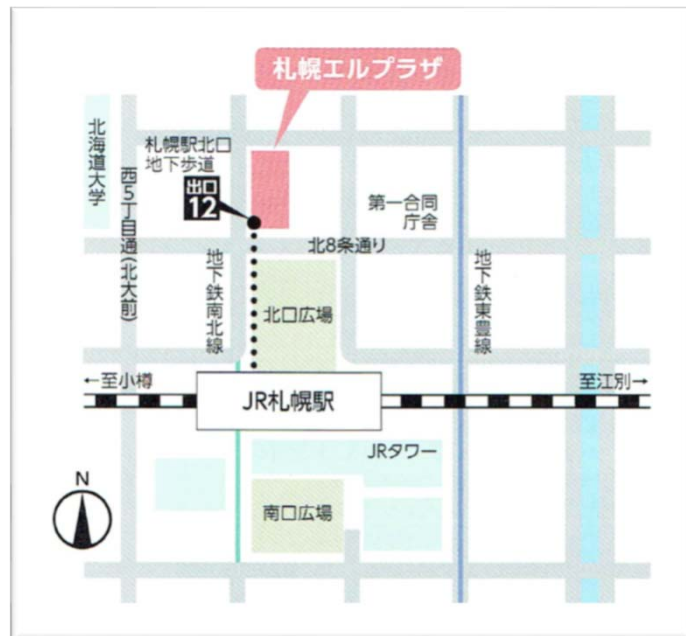 札幌エルプラザ
北海道大学
札幌駅北口
地下歩道
出口
12
西5丁目通(北大前)
第一合同
庁舎
北8条通り
地下鉄南北線
地下鉄東豊線
北口広場
←至小樽
JR札幌駅
至江別→
JRタワー
N
南口広場